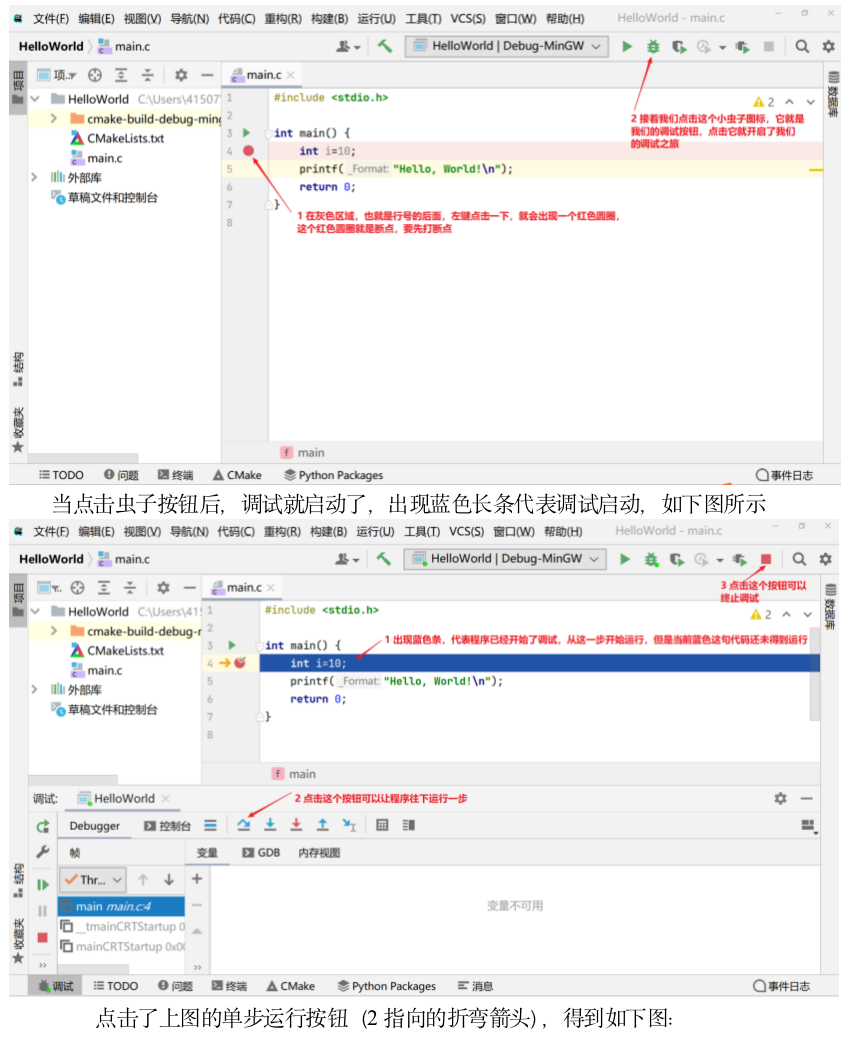 文件(F) 编辑(E) 视图(V) 导航(N) 代码(C) 重构(R) 构建(B) 运行(U) 工具(T) VCS(S) 窗口(W) 帮助(H) HelloWorld - main.c
HelloWorld main.c HelloWorld | Debug-MinGW
项目 项.. main.c 数据库
HelloWorld C:\Users\41507 1 #include <stdio.h> 2
cmake-build-debug-ming 2
CMakeLists.txt 3 int main() {
main.c 4 int i=10;
外部库 5 printf( _Format: "Hello, World!\n");
草稿文件和控制台 6 return 0;
7 }
8
2 接着我们点击这个小虫子图标，它就是
我们的调试按钮，点击它就开启了我们
的调试之旅
1 在灰色区域，也就是行号的后面，左键点击一下，就会出现一个红色圆圈，
这个红色圆圈就是断点，要先打断点
结构
收藏夹
f main
TODO 问题 终端 CMake Python Packages 事件日志
当点击虫子按钮后，调试就启动了，出现蓝色长条代表调试启动，如下图所示
文件(F) 编辑(E) 视图(V) 导航(N) 代码(C) 重构(R) 构建(B) 运行(U) 工具(T) VCS(S) 窗口(W) 帮助(H) HelloWorld - main.c
HelloWorld main.c HelloWorld | Debug-MinGW
3 点击这个按钮可以
终止调试
项目 main.c 数据库
HelloWorld C:\Users\41 1 #include <stdio.h> 2
cmake-build-debug-r 2
CMakeLists.txt 3 int main() {
main.c 4 int i=10;
外部库 5 printf( _Format: "Hello, World!\n");
草稿文件和控制台 6 return 0;
7 }
8
1 出现蓝色条，代表程序已经开始了调试，从这一步开始运行，但是当前蓝色这句代码还未得到运行
f main
调试: HelloWorld
2 点击这个按钮可以让程序往下运行一步
Debugger 控制台
帧 变量 GDB 内存视图
Thr...
main main.c:4
__tmainCRTStartup 0
mainCRTStartup 0x00
变量不可用
结构
收藏夹
调试 TODO 问题 终端 CMake Python Packages 消息 事件日志
点击了上图的单步运行按钮（2 指向的折弯箭头），得到如下图：